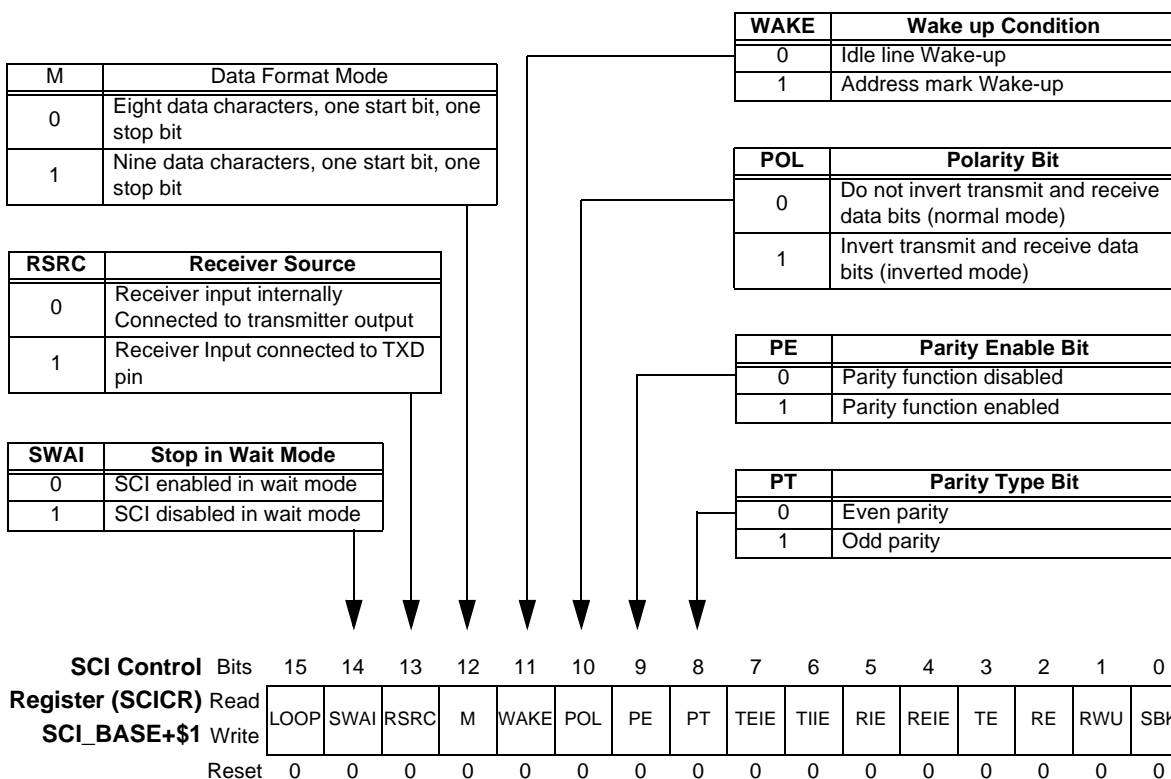 WAKE Wake up Condition
0 Idle line Wake-up
1 Address mark Wake-up
M Data Format Mode
0 Eight data characters, one start bit, one
stop bit
1 Nine data characters, one start bit, one
stop bit
POL Polarity Bit
0 Do not invert transmit and receive
data bits (normal mode)
1 Invert transmit and receive data
bits (inverted mode)
RSRC Receiver Source
0 Receiver input internally
Connected to transmitter output
1 Receiver Input connected to TXD
pin
PE Parity Enable Bit
0 Parity function disabled
1 Parity function enabled
SWAI Stop in Wait Mode
0 SCI enabled in wait mode
1 SCI disabled in wait mode
PT Parity Type Bit
0 Even parity
1 Odd parity
SCI Control Bits 15 14 13 12 11 10 9 8 7 6 5 4 3 2 1 0
Register (SCICR) Read
LOOP SWAI RSRC M WAKE POL PE PT TEIE TIIE RIE REIE TE RE RWU SBK
SCI_BASE+$1 Write
Reset 0 0 0 0 0 0 0 0 0 0 0 0 0 0 0 0